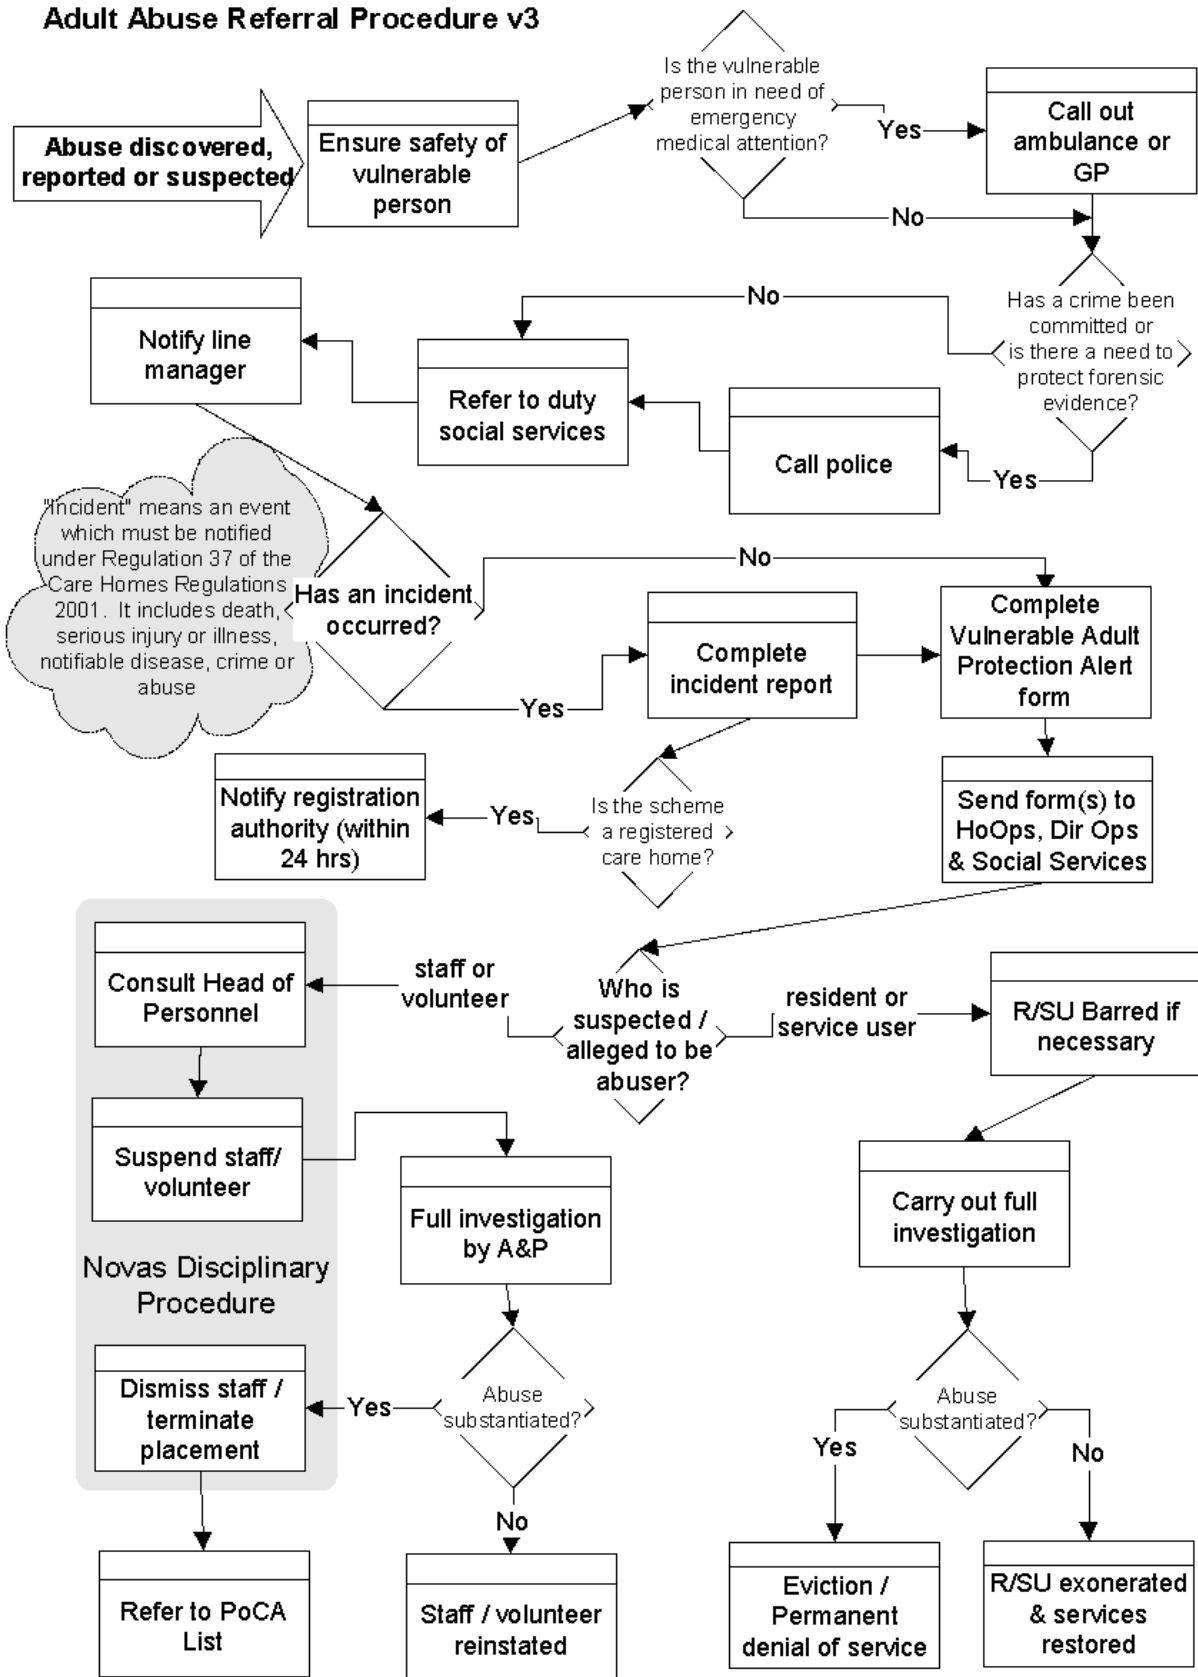 Adult Abuse Referral Procedure v3
Abuse discovered,
reported or suspected
Ensure safety of
vulnerable
person
Is the vulnerable
person in need of
emergency
medical attention?
Yes
Call out
ambulance or
GP
No
Has a crime been
committed or
is there a need to
protect forensic
evidence?
No
Yes
Call police
Refer to duty
social services
Notify line
manager
"Incident" means an event
which must be notified
under Regulation 37 of the
Care Homes Regulations
2001. It includes death,
serious injury or illness,
notifiable disease, crime or
abuse
Has an incident
occurred?
No
Yes
Complete
incident report
Complete
Vulnerable Adult
Protection Alert
form
Is the scheme
a registered
care home?
Yes
Notify registration
authority (within
24 hrs)
Send form(s) to
HoOps, Dir Ops
& Social Services
Who is
suspected /
alleged to be
abuser?
staff or
volunteer
resident or
service user
Consult Head of
Personnel
R/SU Barred if
necessary
Suspend staff/
volunteer
Full investigation
by A&P
Carry out full
investigation
Novas Disciplinary
Procedure
Abuse
substantiated?
Yes
Dismiss staff /
terminate
placement
No
Refer to PoCA
List
Staff / volunteer
reinstated
Abuse
substantiated?
Yes
No
Eviction /
Permanent
denial of service
R/SU exonerated
& services
restored